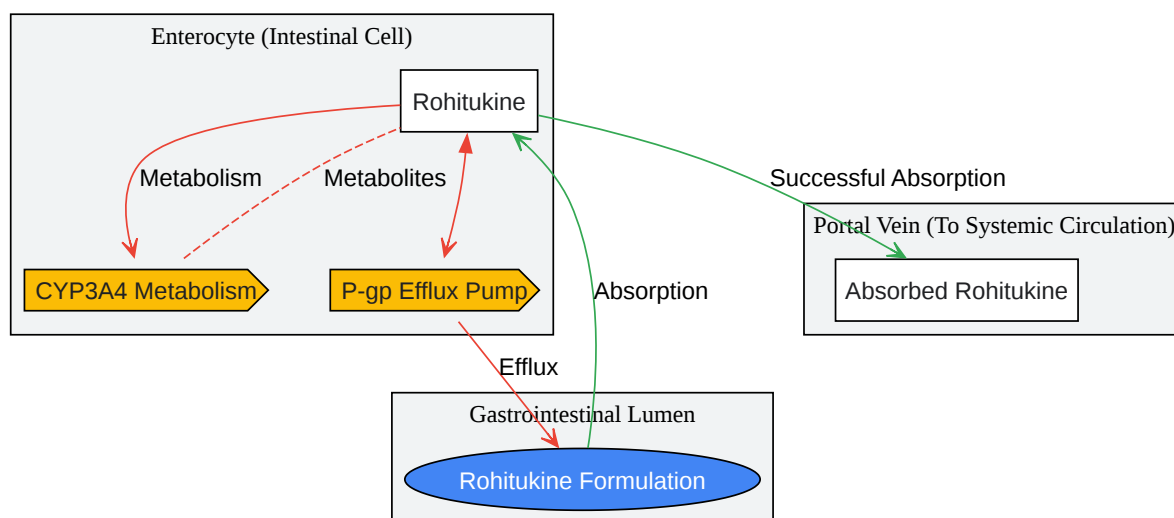 Enterocyte (Intestinal Cell)
Rohitukine
Metabolism
Metabolites
Successful Absorption
Portal Vein (To Systemic Circulation)
CYP3A4 Metabolism
P-gp Efflux Pump
Absorption
Absorbed Rohitukine
Efflux
Gastrointestinal Lumen
Rohitukine Formulation